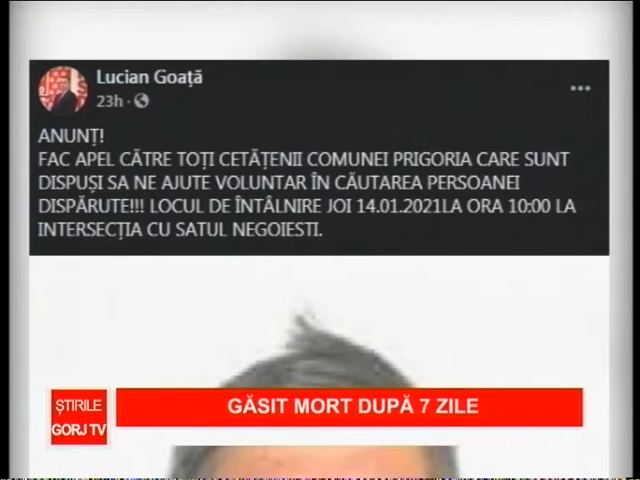 Lucian Goață
23h ·
ANUNȚ!
FAC APEL CĂTRE TOȚI CETĂȚENII COMUNEI PRIGORIA CARE SUNT
DISPUȘI SA NE AJUTE VOLUNTAR ÎN CĂUTAREA PERSOANEI
DISPĂRUTE!!! LOCUL DE ÎNTÂLNIRE JOI 14.01.2021LA ORA 10:00 LA
INTERSECȚIA CU SATUL NEGOIESTI.
ȘTIRILE
GORJ TV
GĂSIT MORT DUPĂ 7 ZILE